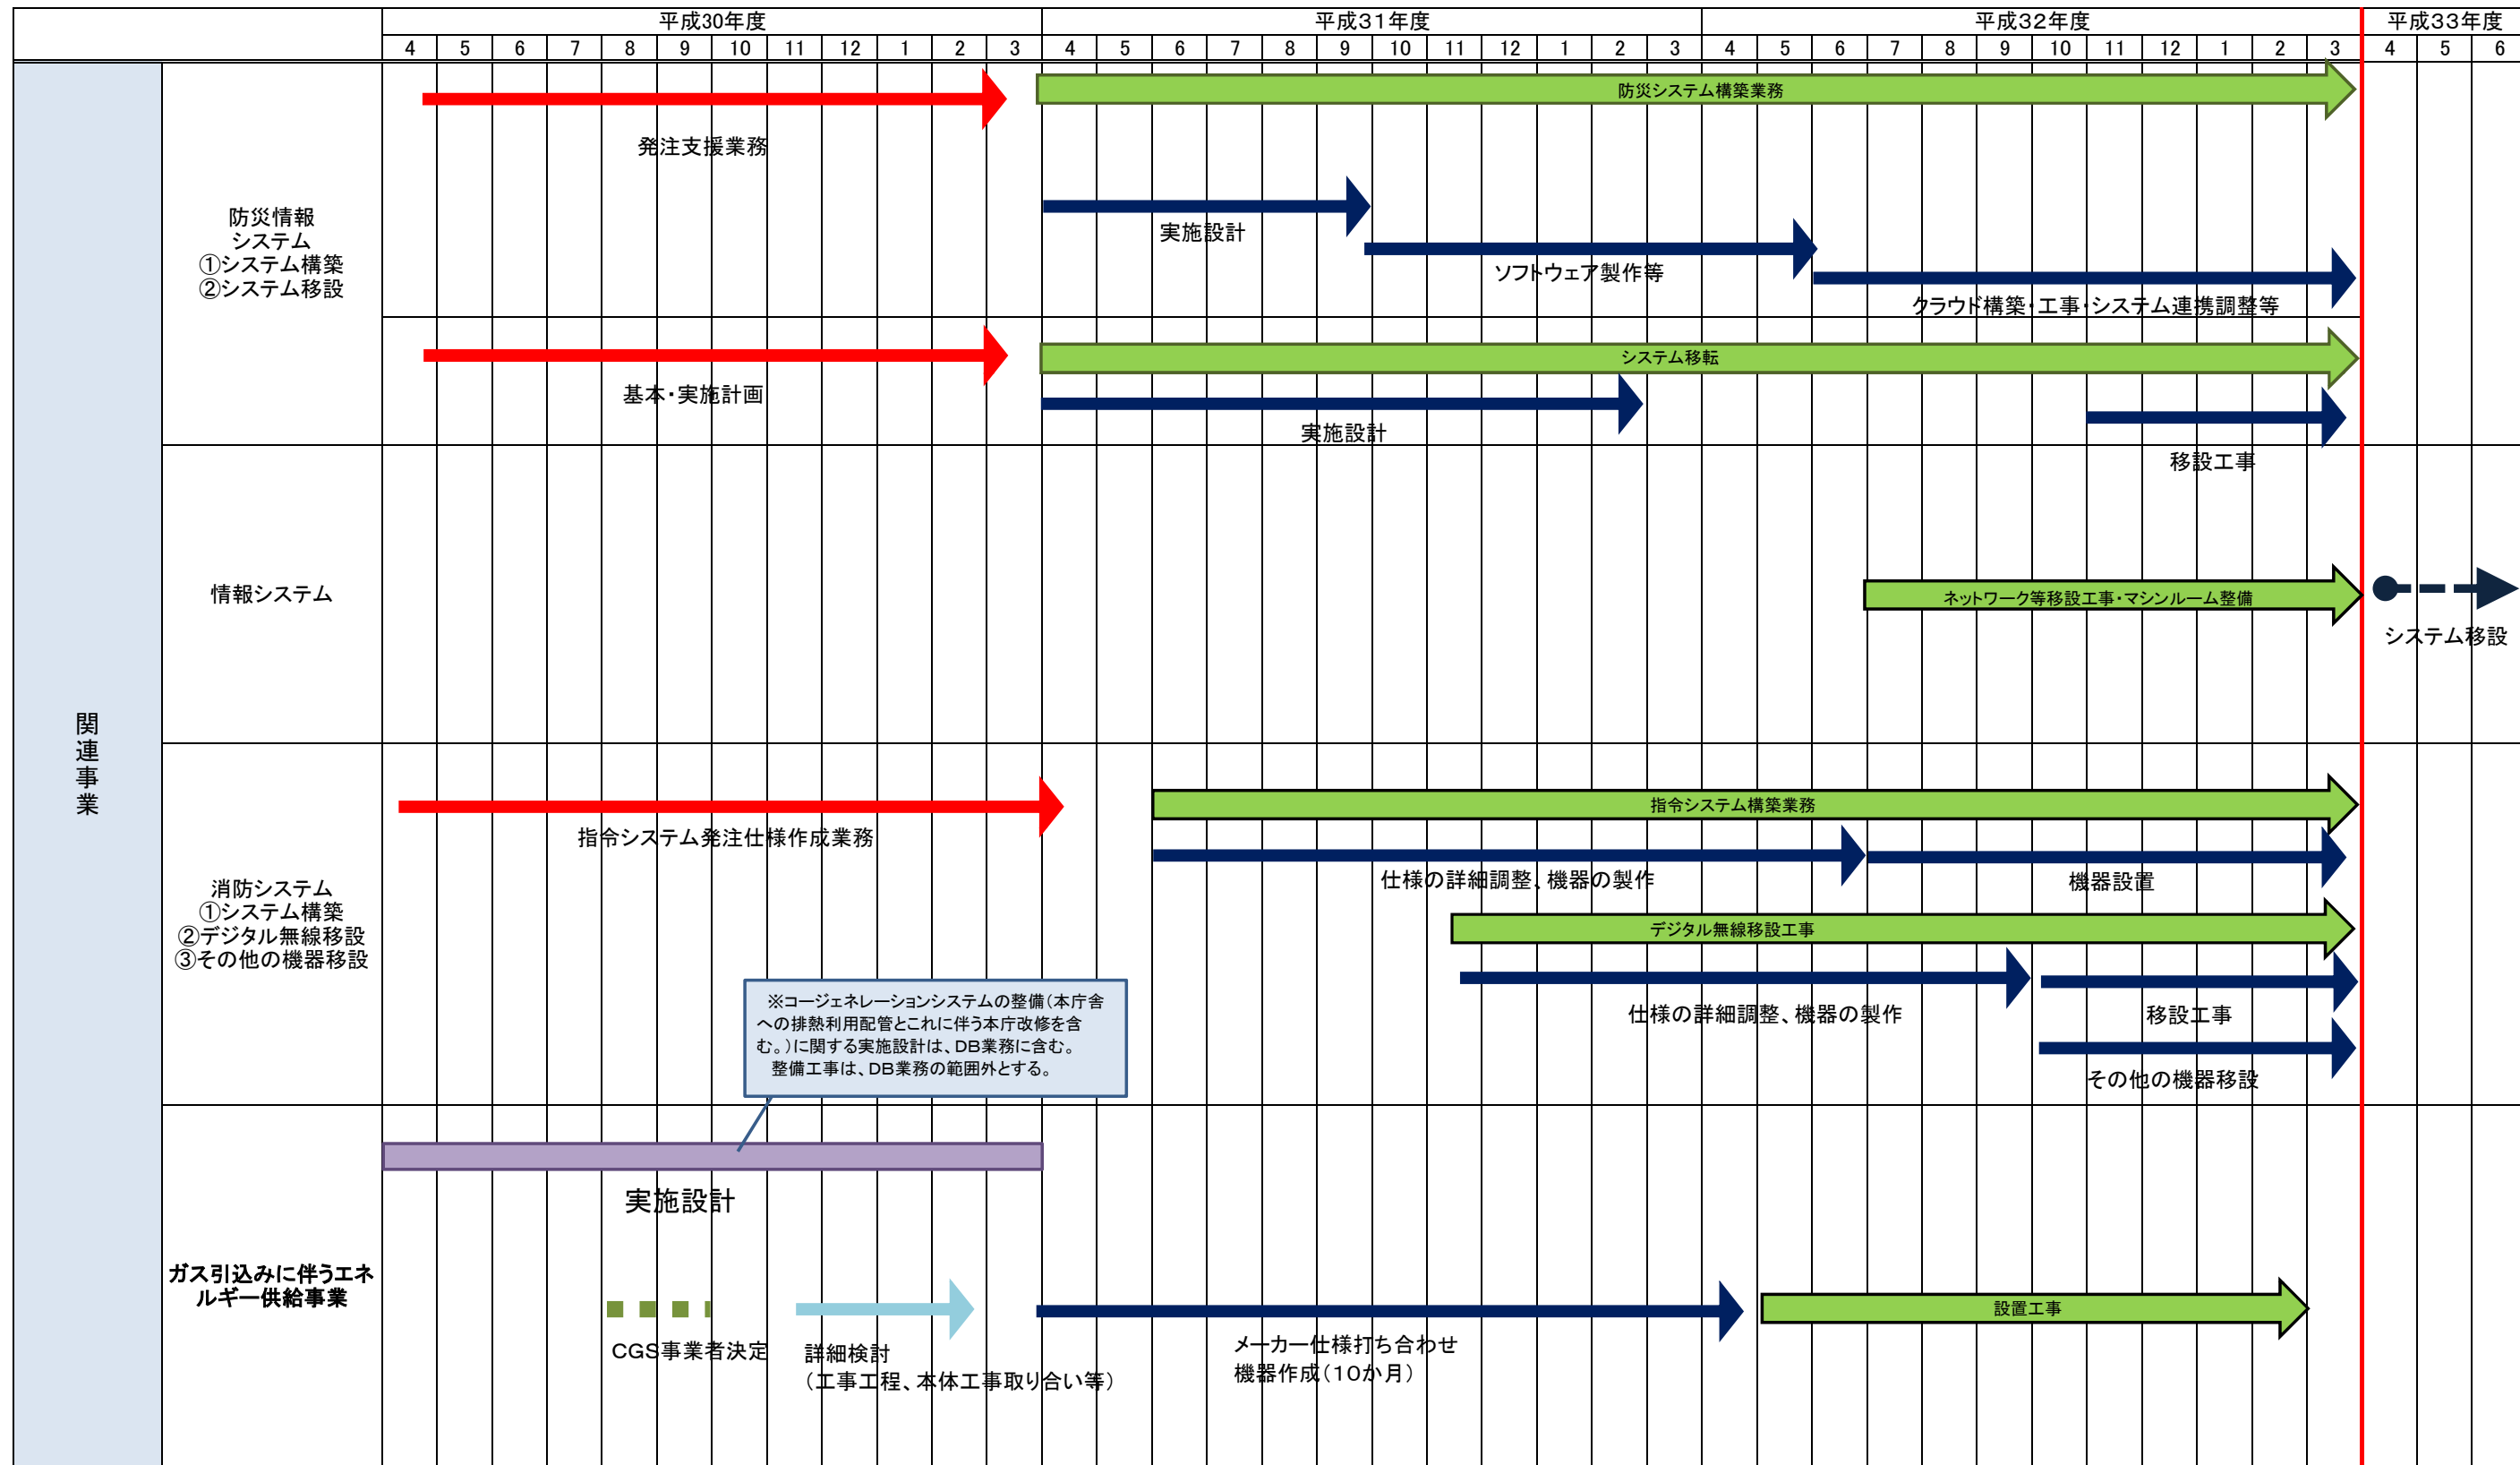 平成30年度 平成３１年度 平成３２年度 平成３３年度
4 5 6 7 8 9 10 11 12 1 2 3 4 5 6 7 8 9 10 11 12 1 2 3 4 5 6 7 8 9 10 11 12 1 2 3 4 5 6
関連事業
防災情報
システム
①システム構築
②システム移設
防災システム構築業務
発注支援業務
実施設計
ソフトウェア製作等
クラウド構築・工事・システム連携調整等
システム移転
基本・実施計画
実施設計
移設工事
情報システム
ネットワーク等移設工事・マシンルーム整備
システム移設
消防システム
①システム構築
②デジタル無線移設
③その他の機器移設
指令システム構築業務
指令システム発注仕様作成業務
仕様の詳細調整、機器の製作
機器設置
デジタル無線移設工事
仕様の詳細調整、機器の製作
移設工事
その他の機器移設
※コージェネレーションシステムの整備（本庁舎
への排熱利用配管とこれに伴う本庁改修を含
む。）に関する実施設計は、ＤＢ業務に含む。
整備工事は、ＤＢ業務の範囲外とする。
ガス引込みに伴うエネ
ルギー供給事業
実施設計
設置工事
ＣＧＳ事業者決定
詳細検討
（工事工程、本体工事取り合い等）
メーカー仕様打ち合わせ
機器作成（１０か月）